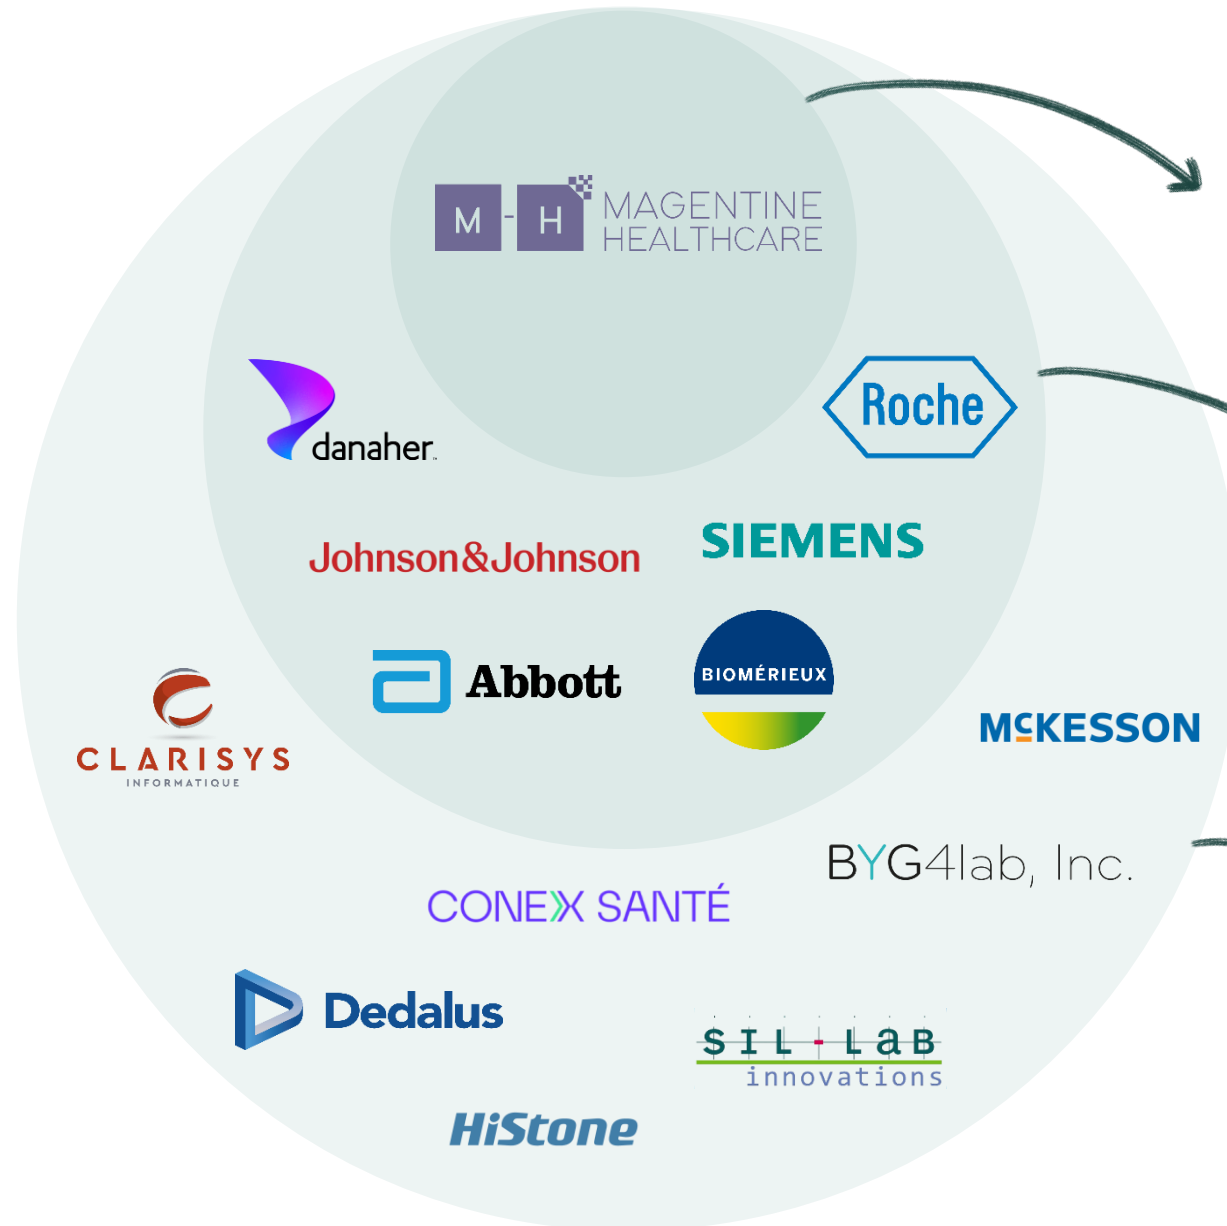 M-H MAGENTINE
HEALTHCARE
danaher.
Roche
Johnson&Johnson
SIEMENS
Abbott
BIOMÉRIEUX
CLARISYS
INFORMATIQUE
McKESSON
BYG4lab, Inc.
CONEX SANTÉ
Dedalus
SIL-LaB
innovations
HiStone